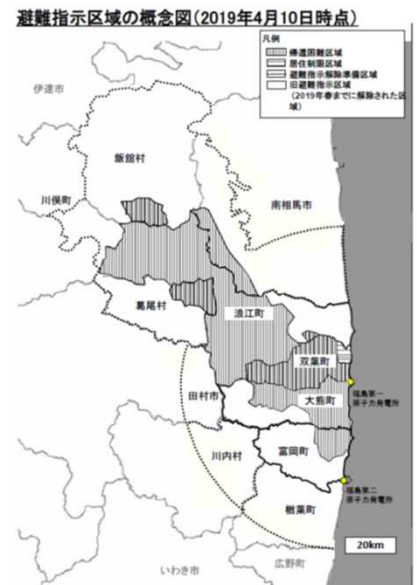 避難指示区域の概念図(2019年4月10日時点)
凡例
帰還困難区域
居住制限区域
避難指示解除準備区域
旧避難指示区域
(2019年春までに解除された区
域)
伊達市
飯舘村
川俣町
南相馬市
葛尾村
浪江町
双葉町
田村市
大熊町
福島第一
原子力発電所
川内村
富岡町
福島第二
原子力発電所
楢葉町
20km
いわき市
広野町